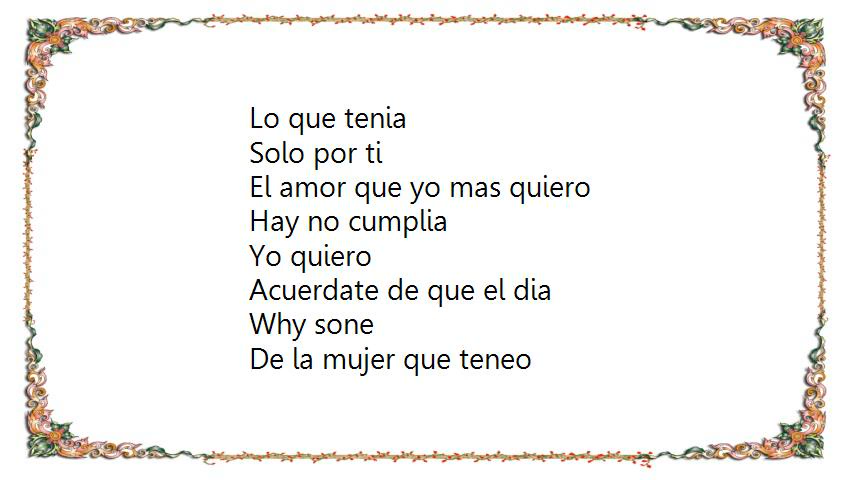 Lo que tenia
Solo por ti
El amor que yo mas quiero
Hay no cumplia
Yo quiero
Acuerdate de que el dia
Why sone
De la mujer que teneo